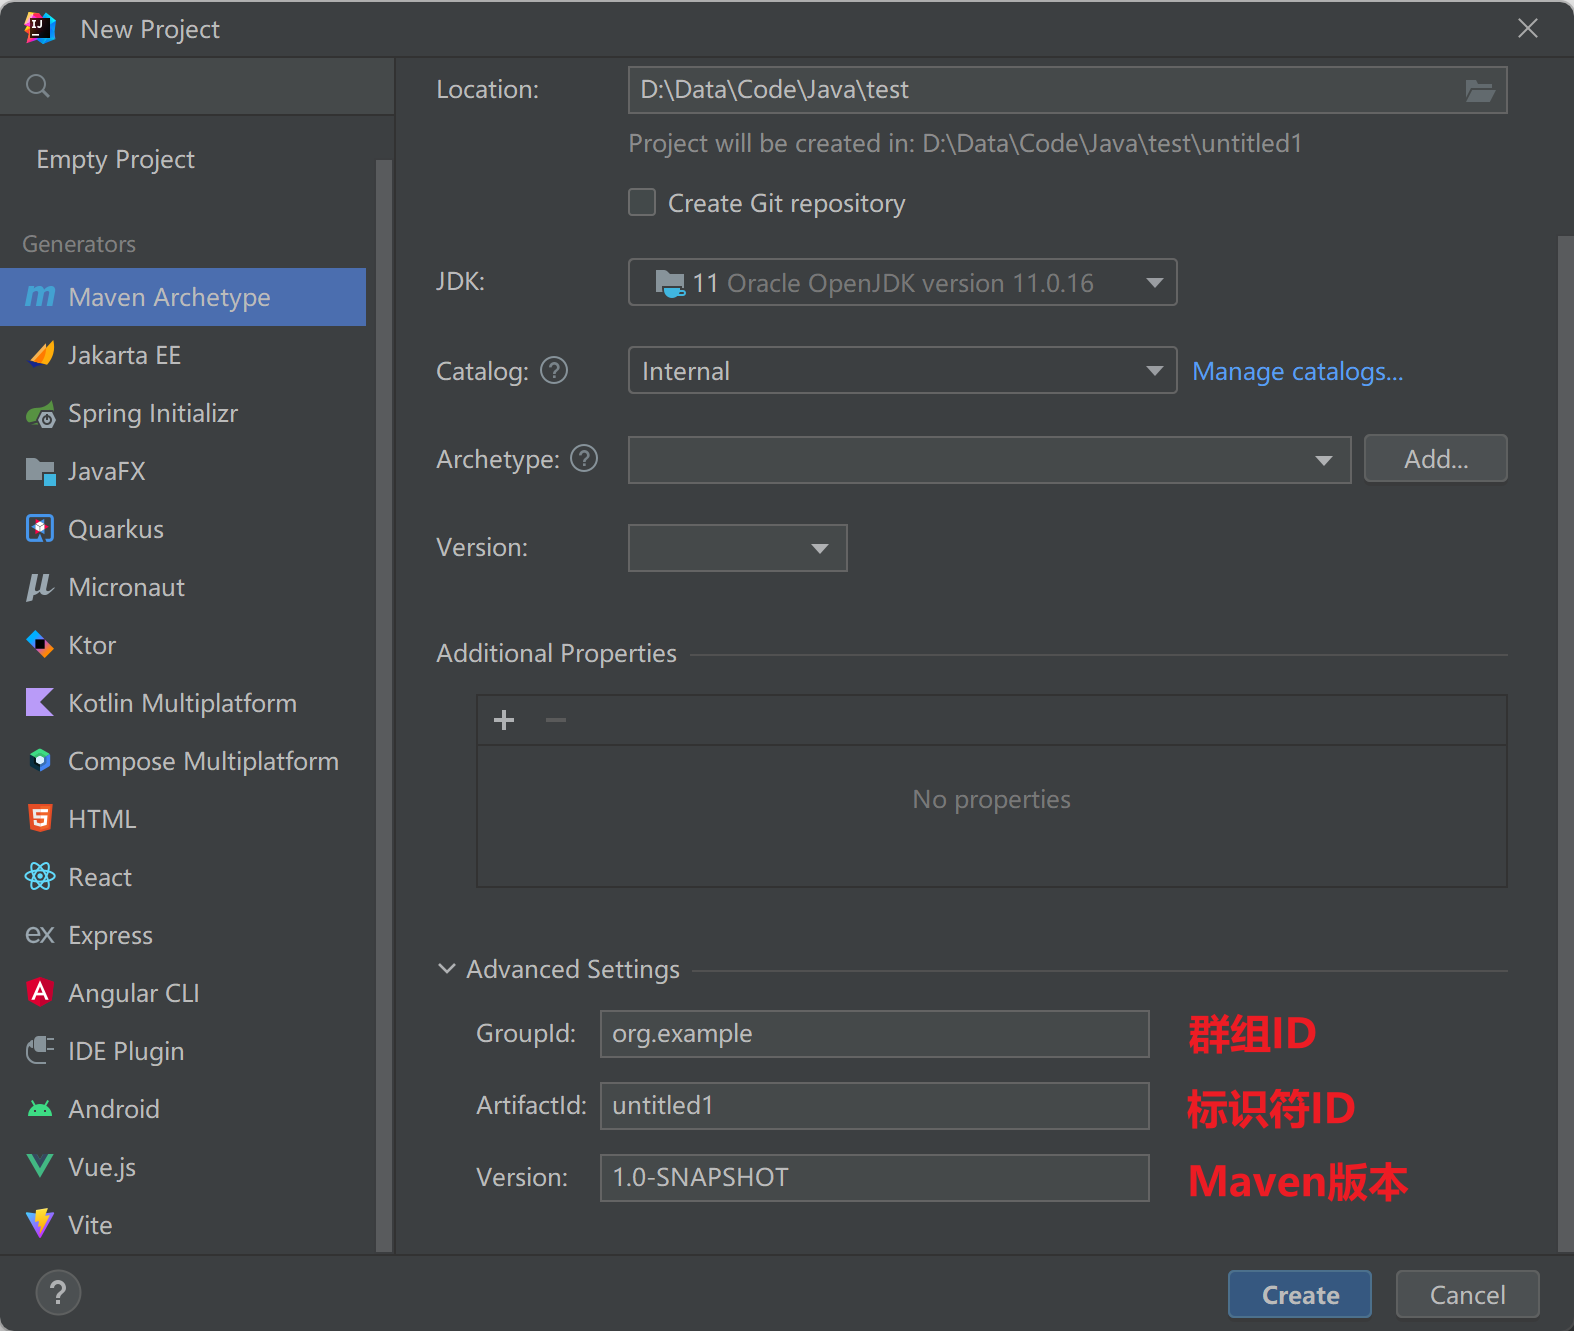 New Project
Location:
D:\Data\Code\Java\test
Project will be created in: D:\Data\Code\Java\test\untitled1
Create Git repository
Empty Project
Generators
Maven Archetype
Jakarta EE
Spring Initializr
JavaFX
Quarkus
Micronaut
Ktor
Kotlin Multiplatform
Compose Multiplatform
HTML
React
Express
Angular CLI
IDE Plugin
Android
Vue.js
Vite
JDK:
11 Oracle OpenJDK version 11.0.16
Catalog: ?
Internal
Manage catalogs...
Archetype: ?
Add...
Version:
Additional Properties
No properties
Advanced Settings
GroupId: org.example 群组ID
ArtifactId: untitled1 标识符ID
Version: 1.0-SNAPSHOT Maven版本
?
Create
Cancel